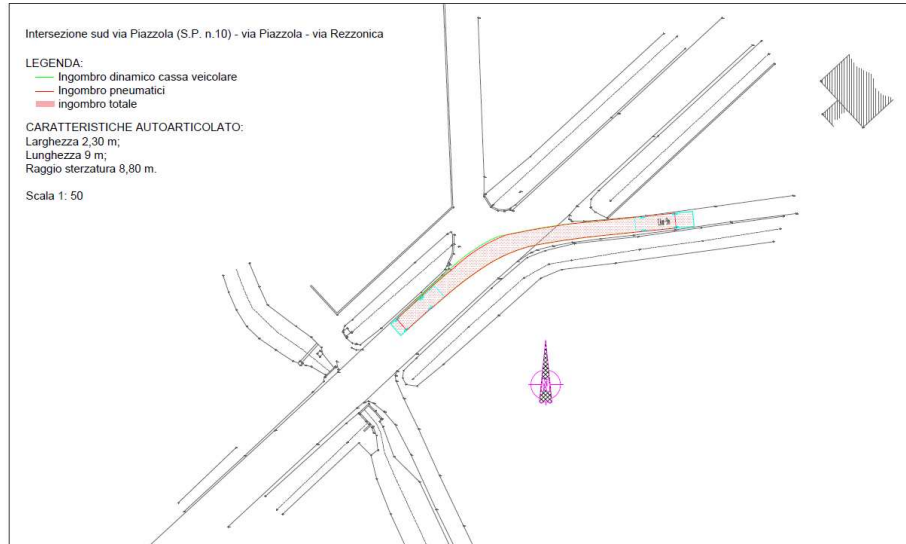 Intersezione sud via Piazzola (S.P. n.10) - via Piazzola - via Rezzonica
LEGENDA:
Ingombro dinamico cassa veicolare
Ingombro pneumatici
ingombro totale
CARATTERISTICHE AUTOARTICOLATO:
Larghezza 2,30 m;
Lunghezza 9 m;
Raggio sterzatura 8,80 m.
Scala 1: 50